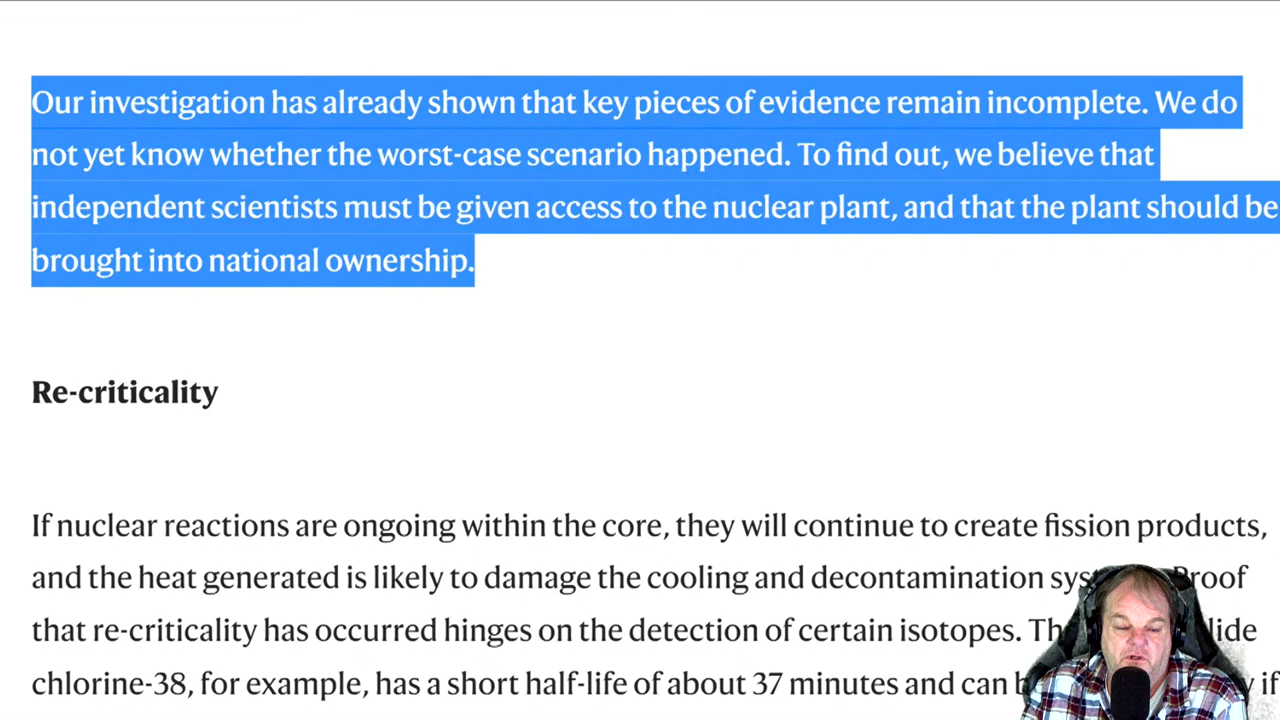 Our investigation has already shown that key pieces of evidence remain incomplete. We do
not yet know whether the worst-case scenario happened. To find out, we believe that
independent scientists must be given access to the nuclear plant, and that the plant should be
brought into national ownership.
Re-criticality
If nuclear reactions are ongoing within the core, they will continue to create fission products,
and the heat generated is likely to damage the cooling and decontamination Proof
that re-criticality has occurred hinges on the detection of certain isotopes.
chlorine-38, for example, has a short half-life of about 37 minutes and can if